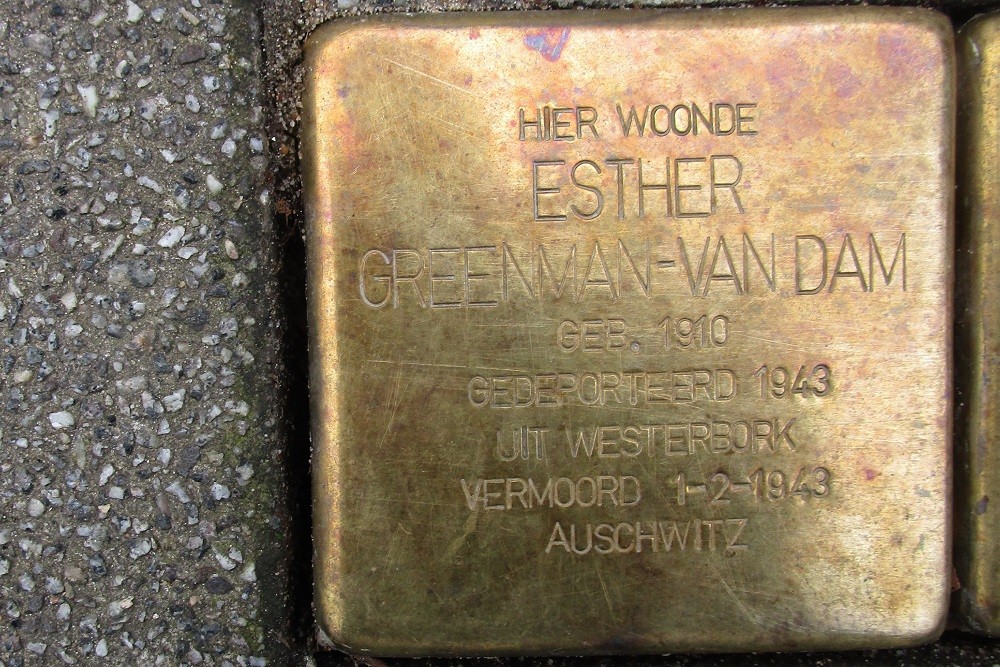 HIER WOONDE
ESTHER
GREENMAN-VAN DAM
GEB. 1910
GEDEPORTEERD 1943
UIT WESTERBORK
VERMOORD 1-2-1943
AUSCHWITZ